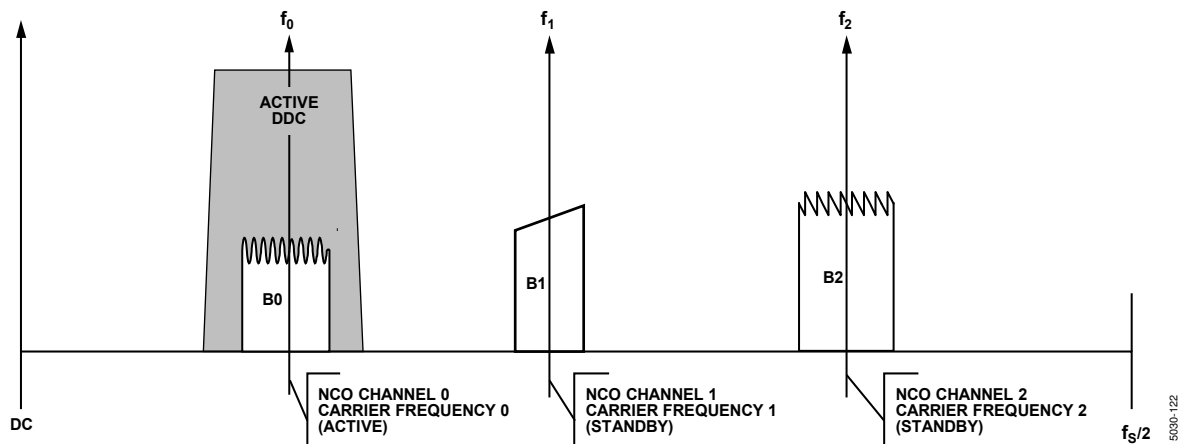 f0
f1
f2
ACTIVE
DDC
B0
B1
B2
NCO CHANNEL 0
CARRIER FREQUENCY 0
(ACTIVE)
NCO CHANNEL 1
CARRIER FREQUENCY 1
(STANDBY)
NCO CHANNEL 2
CARRIER FREQUENCY 2
(STANDBY)
DC
fS/2
5030-122